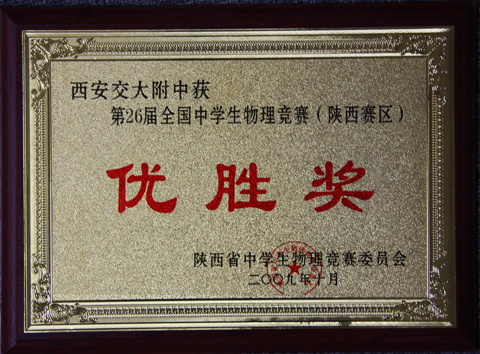 西安交大附中获
第26届全国中学生物理竞赛（陕西赛区）
优胜奖
陕西省中学生物理竞赛委员会
二〇〇九年十月